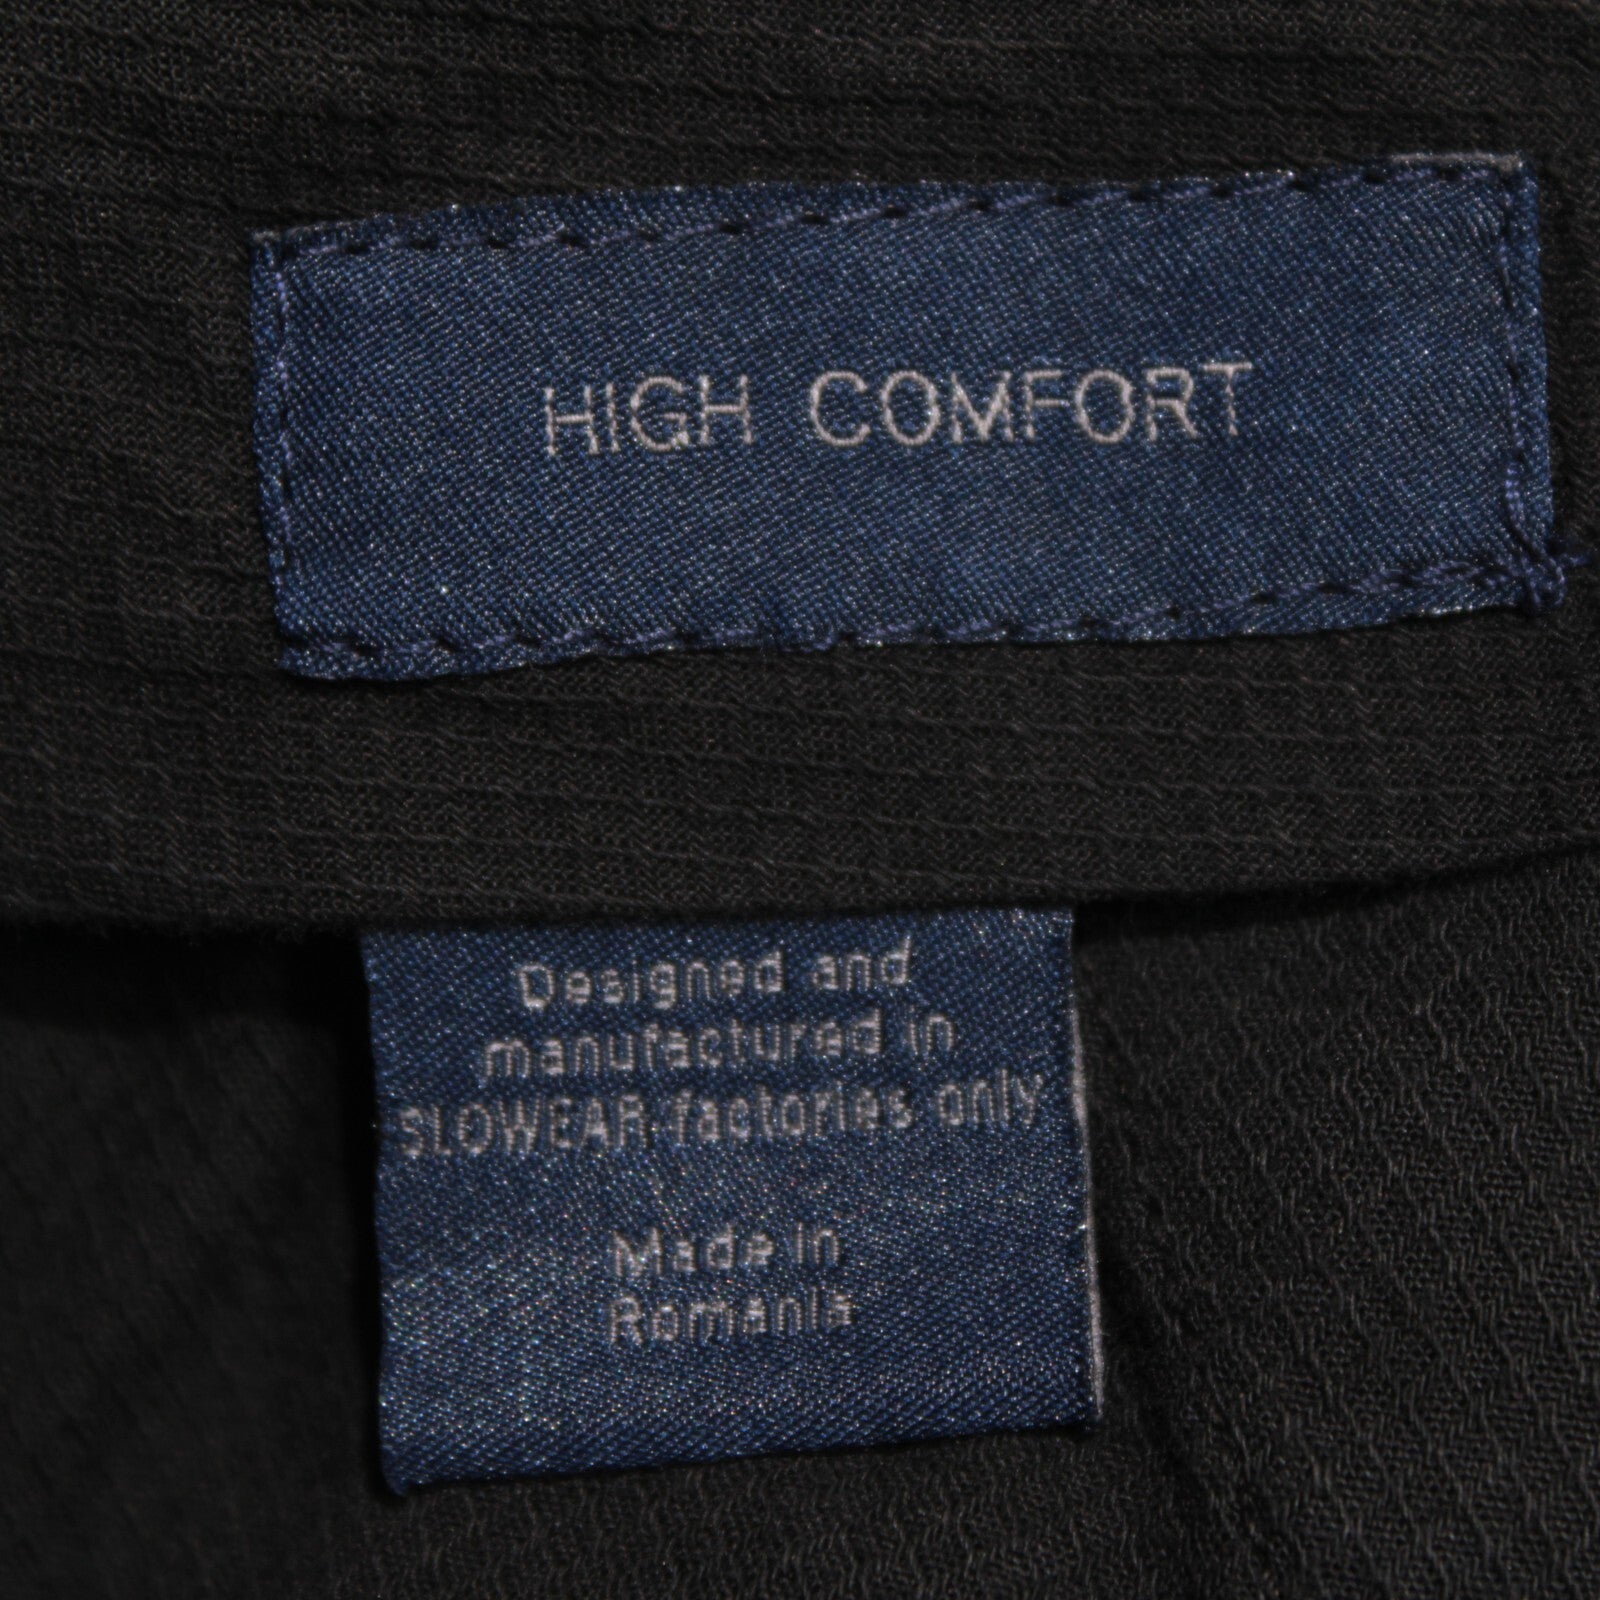 HIGH COMFORT
Designed and
manufactured in
SLOWEAR factories only
Made in
Romania